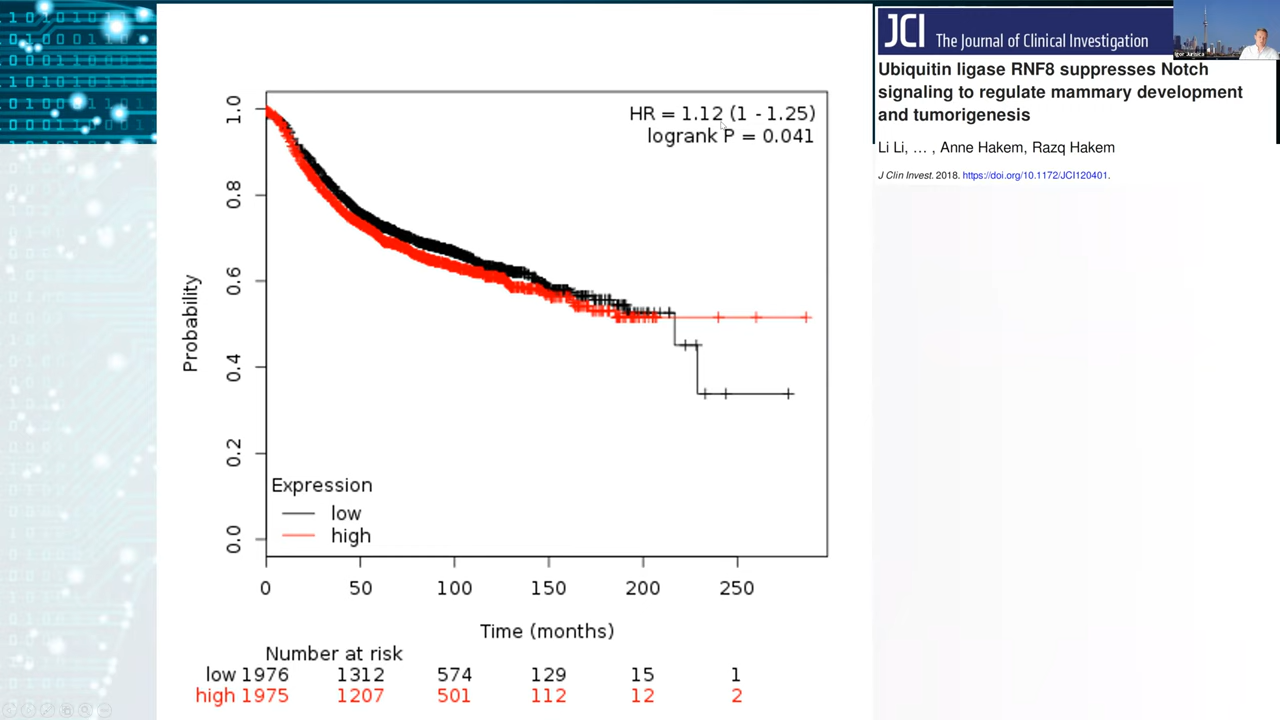 HR = 1.12 (1 - 1.25)
logrank P = 0.041
1.0
0.8
0.6
0.4
0.2
0.0
Probability
Expression
low
high
0 50 100 150 200 250
Time (months)
Number at risk
low 1976 1312 574 129 15 1
high 1975 1207 501 112 12 2
JCI The Journal of Clinical Investigation
Igor Jurisica
Ubiquitin ligase RNF8 suppresses Notch
signaling to regulate mammary development
and tumorigenesis
Li Li, … , Anne Hakem, Razq Hakem
J Clin Invest. 2018. https://doi.org/10.1172/JCI120401.